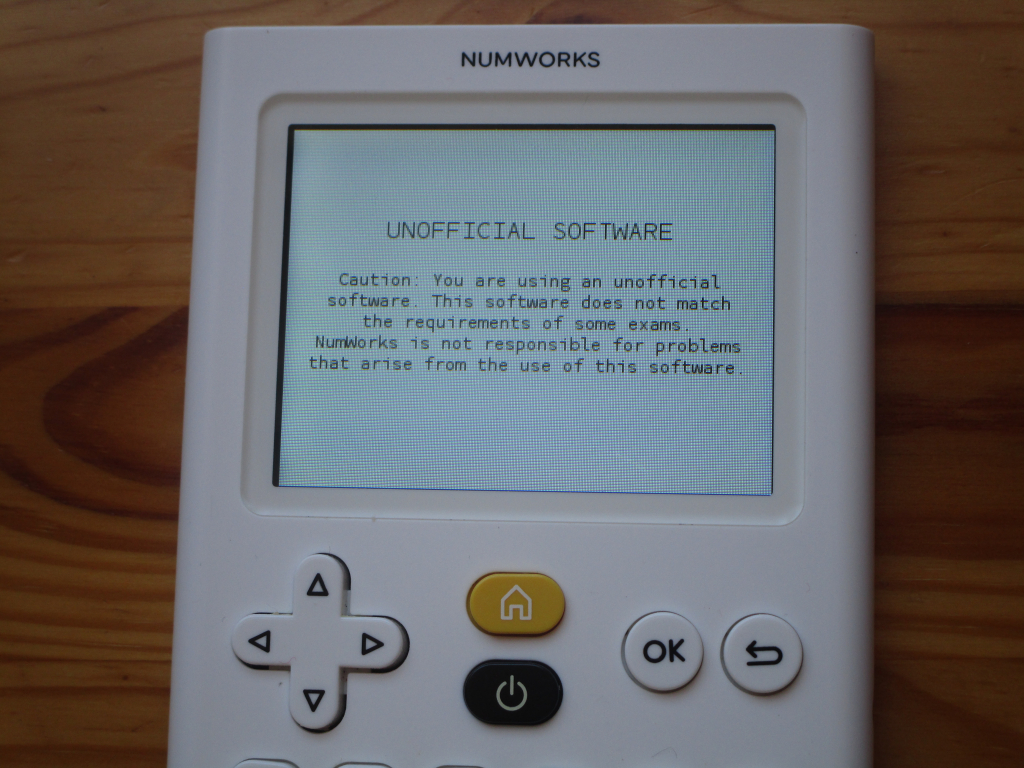 NUMWORKS
UNOFFICIAL SOFTWARE
Caution: You are using an unofficial
software. This software does not match
the requirements of some exams.
NumWorks is not responsible for problems
that arise from the use of this software.
OK